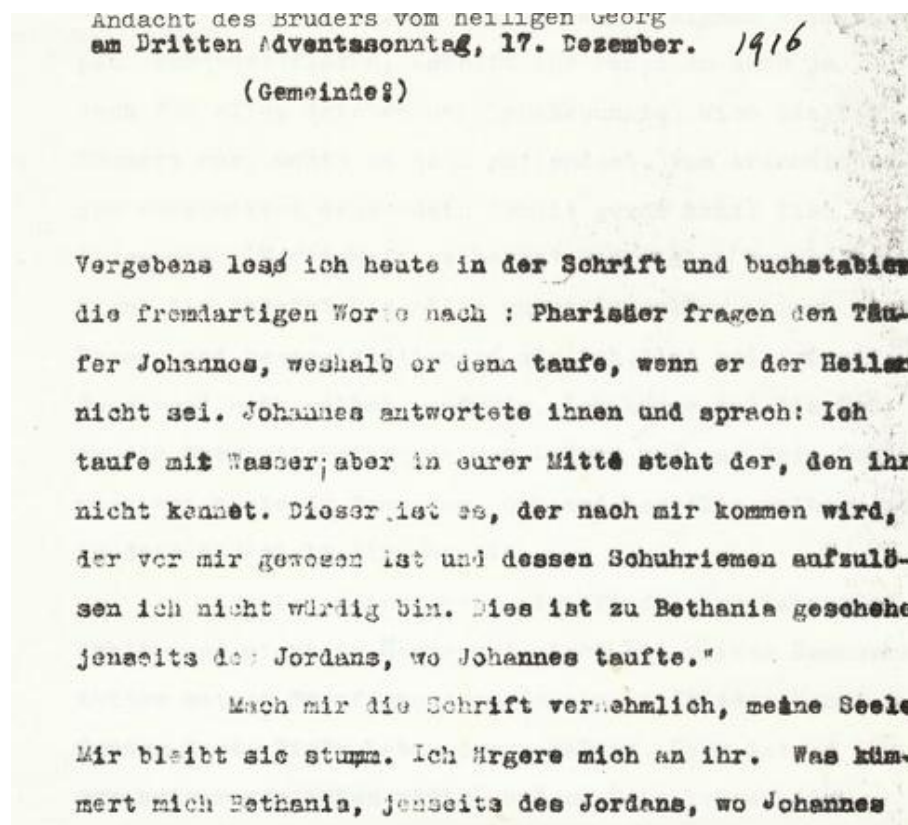 Andacht des Bruders vom heiligen Georg
am Dritten Adventssonntag, 17. Dezember. 1916
(Gemeinde?)
Vergebens les ich heute in der Schrift und buchstabier
die fremdartigen Worte nach : Pharisäer fragen den Täu-
fer Johannes, weshalb er denn taufe, wenn er der Heilan
nicht sei. Johannes antwortete ihnen und sprach: Ich
taufe mit Wasser; aber in eurer Mitte steht der, den ihr
nicht kennet. Dieser ist es, der nach mir kommen wird,
der vor mir gewesen ist und dessen Schuhriemen aufzulö-
sen ich nicht würdig bin. Dies ist zu Bethania geschehe
jenseits des Jordans, wo Johannes taufte."
Mach mir die Schrift vernehmlich, meine Seele
Mir bleibt sie stumm. Ich ärgere mich an ihr. Was küm-
mert mich Bethania, jenseits des Jordans, wo Johannes